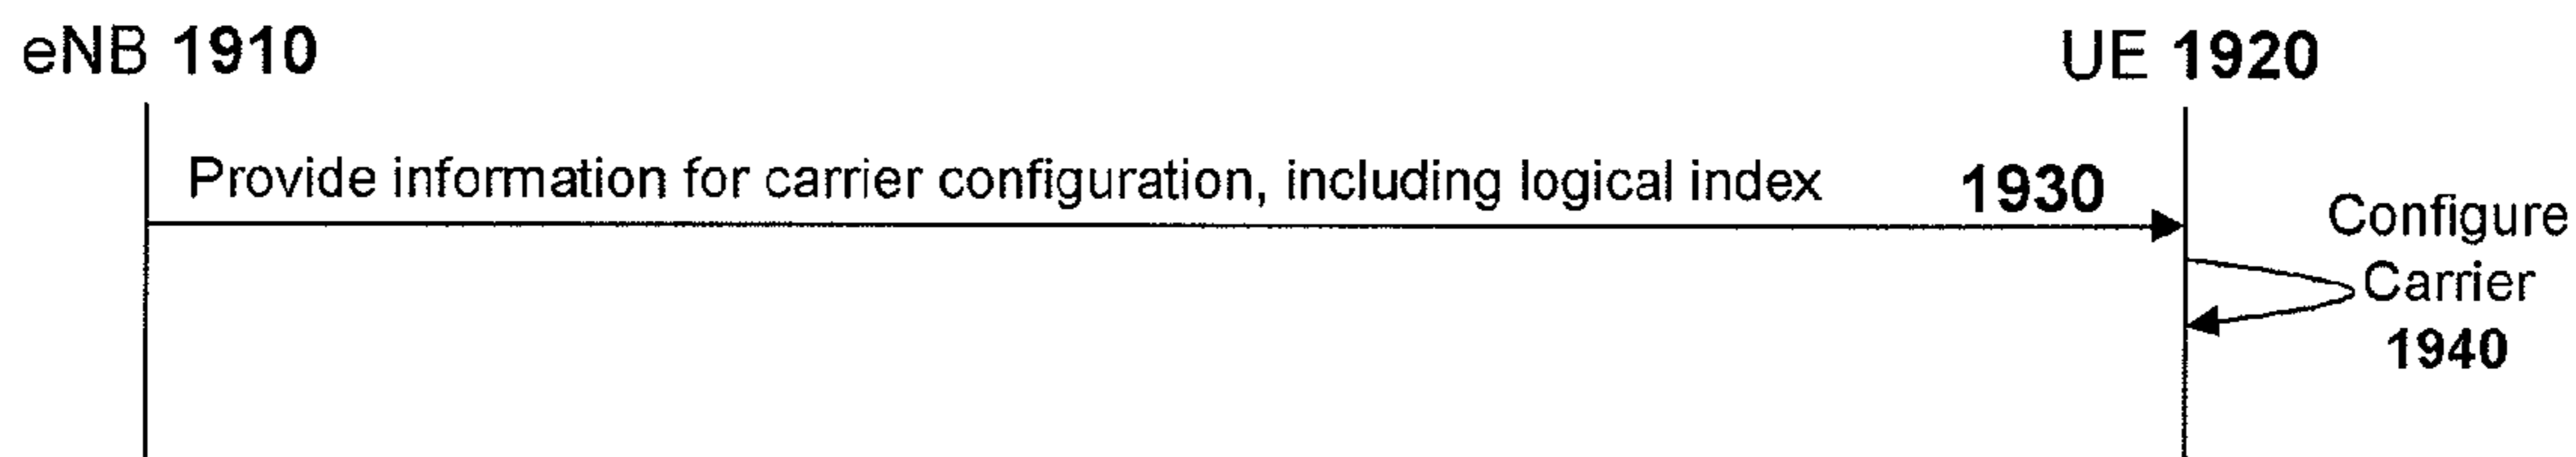 eNB 1910
UE 1920
Provide information for carrier configuration, including logical index 1930
Configure
Carrier
1940